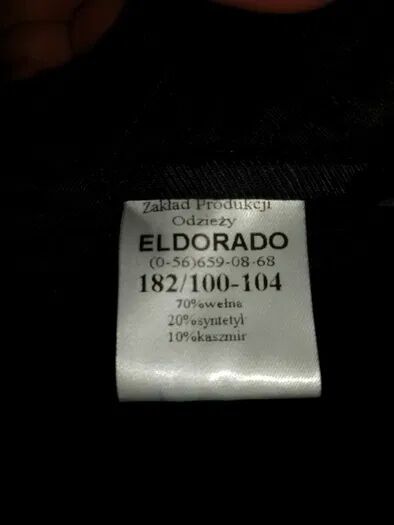 Zakład Produkcji
Odzieży
ELDORADO
(0-56)659-08-68
182/100-104
70%wełna
20%syntetyl
10%kaszmir